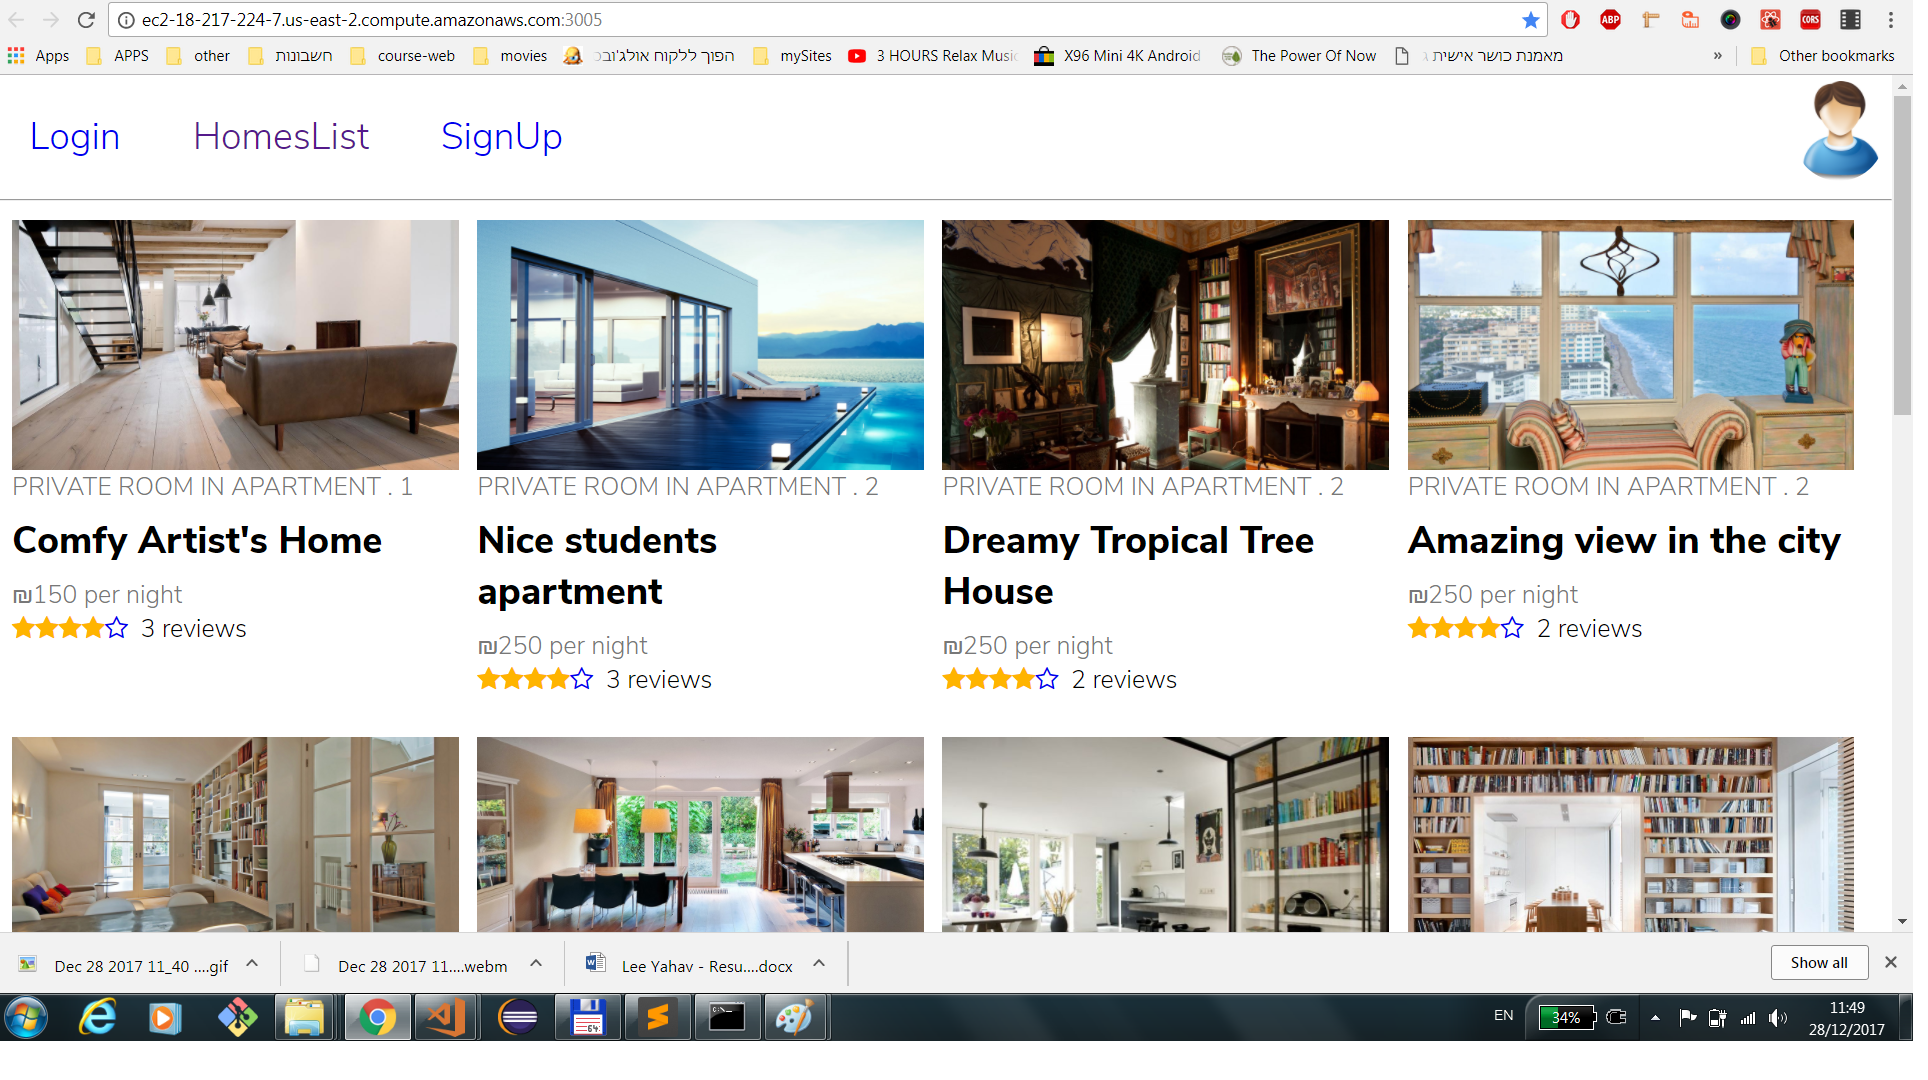 ec2-18-217-224-7.us-east-2.compute.amazonaws.com:3005
ABP
CORS
Apps
APPS
other
חשבונות
course-web
movies
הפוך ללקוח אולג'ובכ
mySites
3 HOURS Relax Music
X96 Mini 4K Android
The Power Of Now
מאמנת כושר אישית ג
»
Other bookmarks
Login
HomesList
SignUp
PRIVATE ROOM IN APARTMENT . 1
Comfy Artist's Home
₪150 per night
3 reviews
PRIVATE ROOM IN APARTMENT . 2
Nice students
apartment
₪250 per night
3 reviews
PRIVATE ROOM IN APARTMENT . 2
Dreamy Tropical Tree
House
₪250 per night
2 reviews
PRIVATE ROOM IN APARTMENT . 2
Amazing view in the city
₪250 per night
2 reviews
Dec 28 2017 11_40 ....gif
Dec 28 2017 11....webm
Lee Yahav - Resu....docx
Show all
64
EN
34%
11:49
28/12/2017